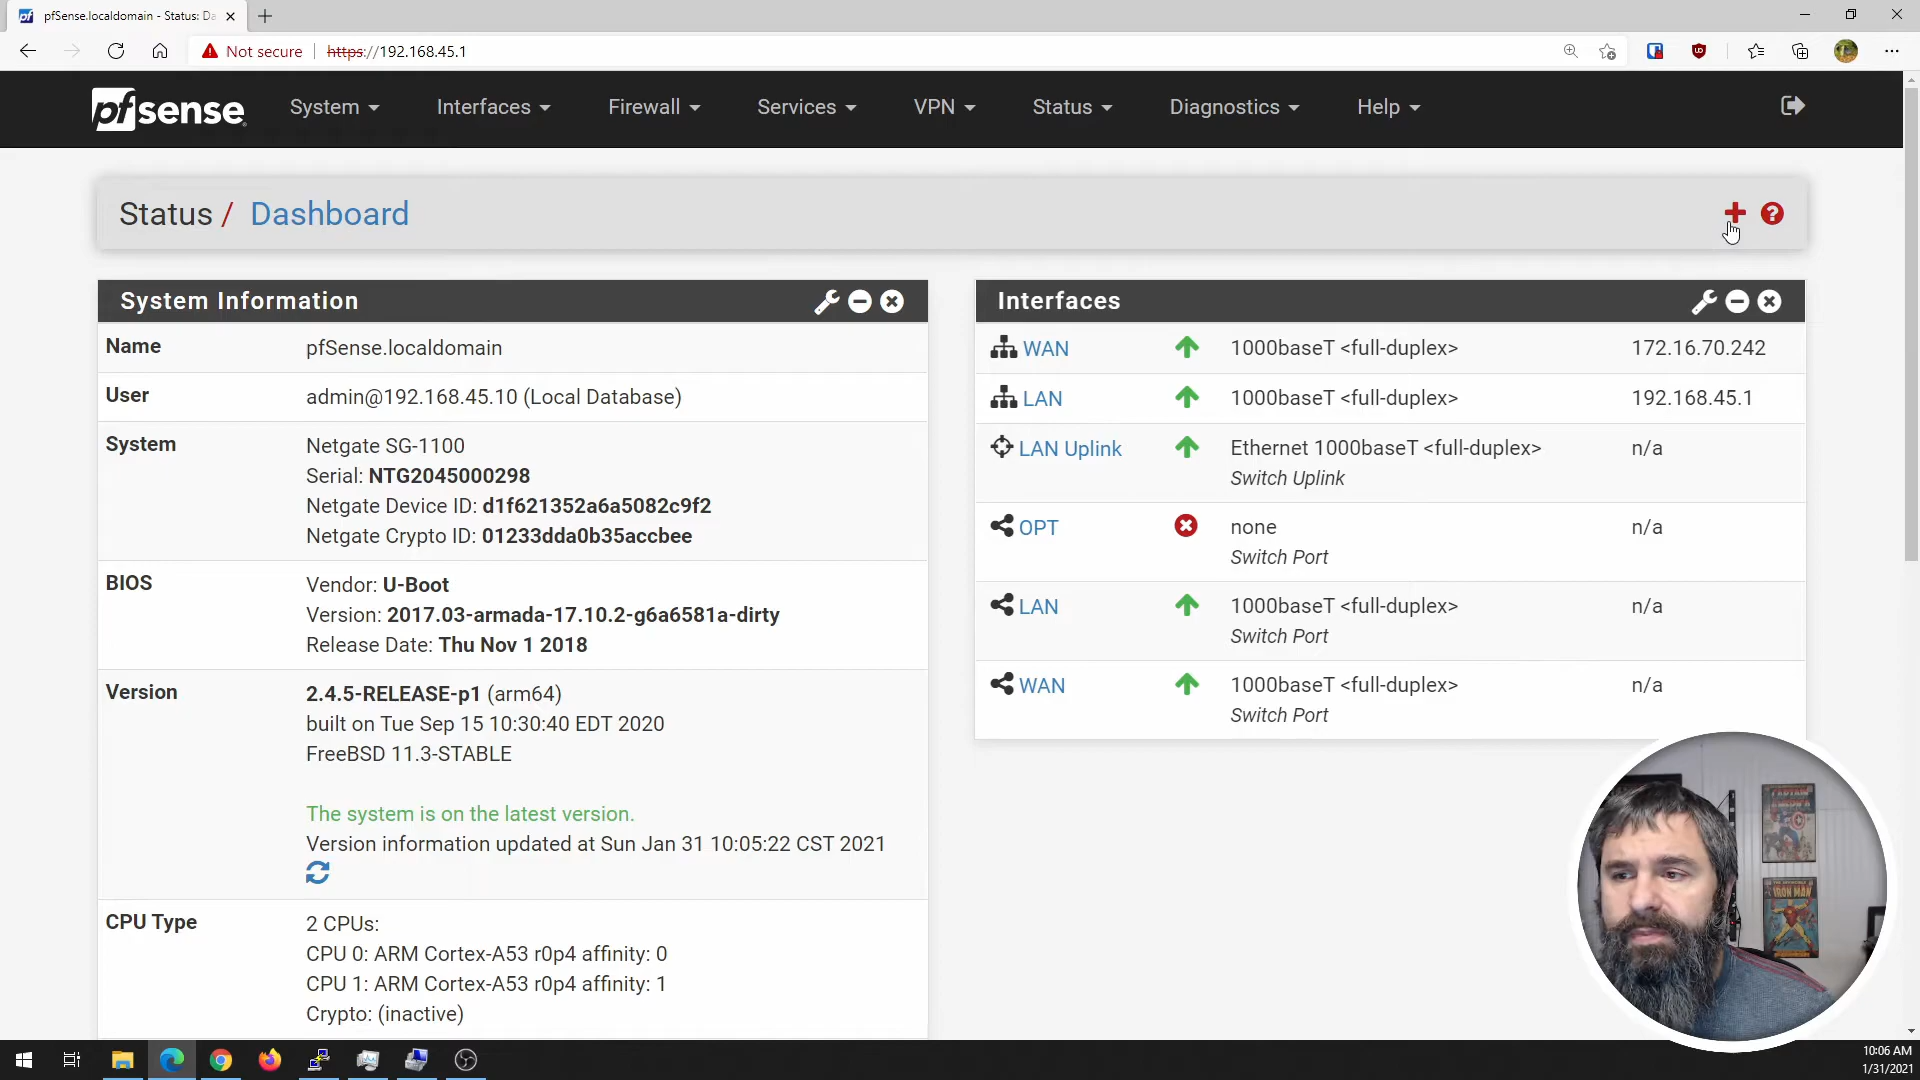 pfSense.localdomain - Status: Da
Not secure
https://192.168.45.1
pfsense
System
Interfaces
Firewall
Services
VPN
Status
Diagnostics
Help
Status / Dashboard
System Information
Name
pfSense.localdomain
User
admin@192.168.45.10 (Local Database)
System
Netgate SG-1100
Serial: NTG2045000298
Netgate Device ID: d1f621352a6a5082c9f2
Netgate Crypto ID: 01233dda0b35accbee
BIOS
Vendor: U-Boot
Version: 2017.03-armada-17.10.2-g6a6581a-dirty
Release Date: Thu Nov 1 2018
Version
2.4.5-RELEASE-p1 (arm64)
built on Tue Sep 15 10:30:40 EDT 2020
FreeBSD 11.3-STABLE
The system is on the latest version.
Version information updated at Sun Jan 31 10:05:22 CST 2021
CPU Type
2 CPUs:
CPU 0: ARM Cortex-A53 r0p4 affinity: 0
CPU 1: ARM Cortex-A53 r0p4 affinity: 1
Crypto: (inactive)
Interfaces
WAN 1000baseT <full-duplex> 172.16.70.242
LAN 1000baseT <full-duplex> 192.168.45.1
LAN Uplink Ethernet 1000baseT <full-duplex> n/a
Switch Uplink
OPT none n/a
Switch Port
LAN 1000baseT <full-duplex> n/a
Switch Port
WAN 1000baseT <full-duplex> n/a
Switch Port
CAPTAIN
AMERICA
IRON MAN
10:06 AM
1/31/2021